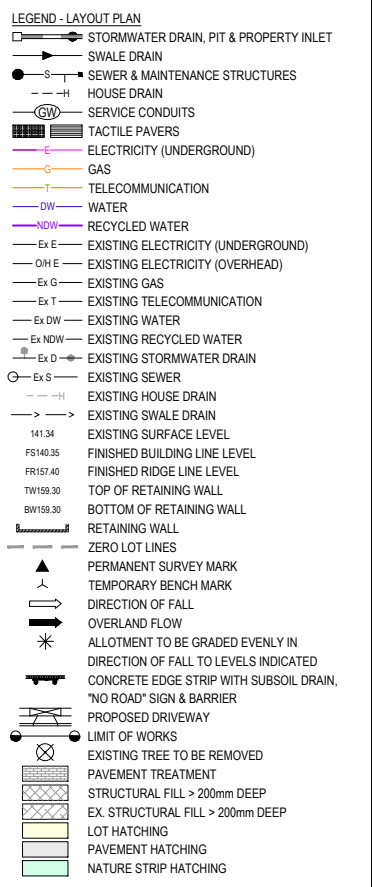 LEGEND - LAYOUT PLAN
STORMWATER DRAIN, PIT & PROPERTY INLET
SWALE DRAIN
S SEWER & MAINTENANCE STRUCTURES
H HOUSE DRAIN
GW SERVICE CONDUITS
TACTILE PAVERS
E ELECTRICITY (UNDERGROUND)
G GAS
T TELECOMMUNICATION
DW WATER
NDW RECYCLED WATER
Ex E EXISTING ELECTRICITY (UNDERGROUND)
O/H E EXISTING ELECTRICITY (OVERHEAD)
Ex G EXISTING GAS
Ex T EXISTING TELECOMMUNICATION
Ex DW EXISTING WATER
Ex NDW EXISTING RECYCLED WATER
Ex D EXISTING STORMWATER DRAIN
Ex S EXISTING SEWER
H EXISTING HOUSE DRAIN
> > EXISTING SWALE DRAIN
141.34 EXISTING SURFACE LEVEL
FS140.35 FINISHED BUILDING LINE LEVEL
FR157.40 FINISHED RIDGE LINE LEVEL
TW159.30 TOP OF RETAINING WALL
BW159.30 BOTTOM OF RETAINING WALL
RETAINING WALL
ZERO LOT LINES
PERMANENT SURVEY MARK
TEMPORARY BENCH MARK
DIRECTION OF FALL
OVERLAND FLOW
ALLOTMENT TO BE GRADED EVENLY IN
DIRECTION OF FALL TO LEVELS INDICATED
CONCRETE EDGE STRIP WITH SUBSOIL DRAIN,
"NO ROAD" SIGN & BARRIER
PROPOSED DRIVEWAY
LIMIT OF WORKS
EXISTING TREE TO BE REMOVED
PAVEMENT TREATMENT
STRUCTURAL FILL > 200mm DEEP
EX. STRUCTURAL FILL > 200mm DEEP
LOT HATCHING
PAVEMENT HATCHING
NATURE STRIP HATCHING